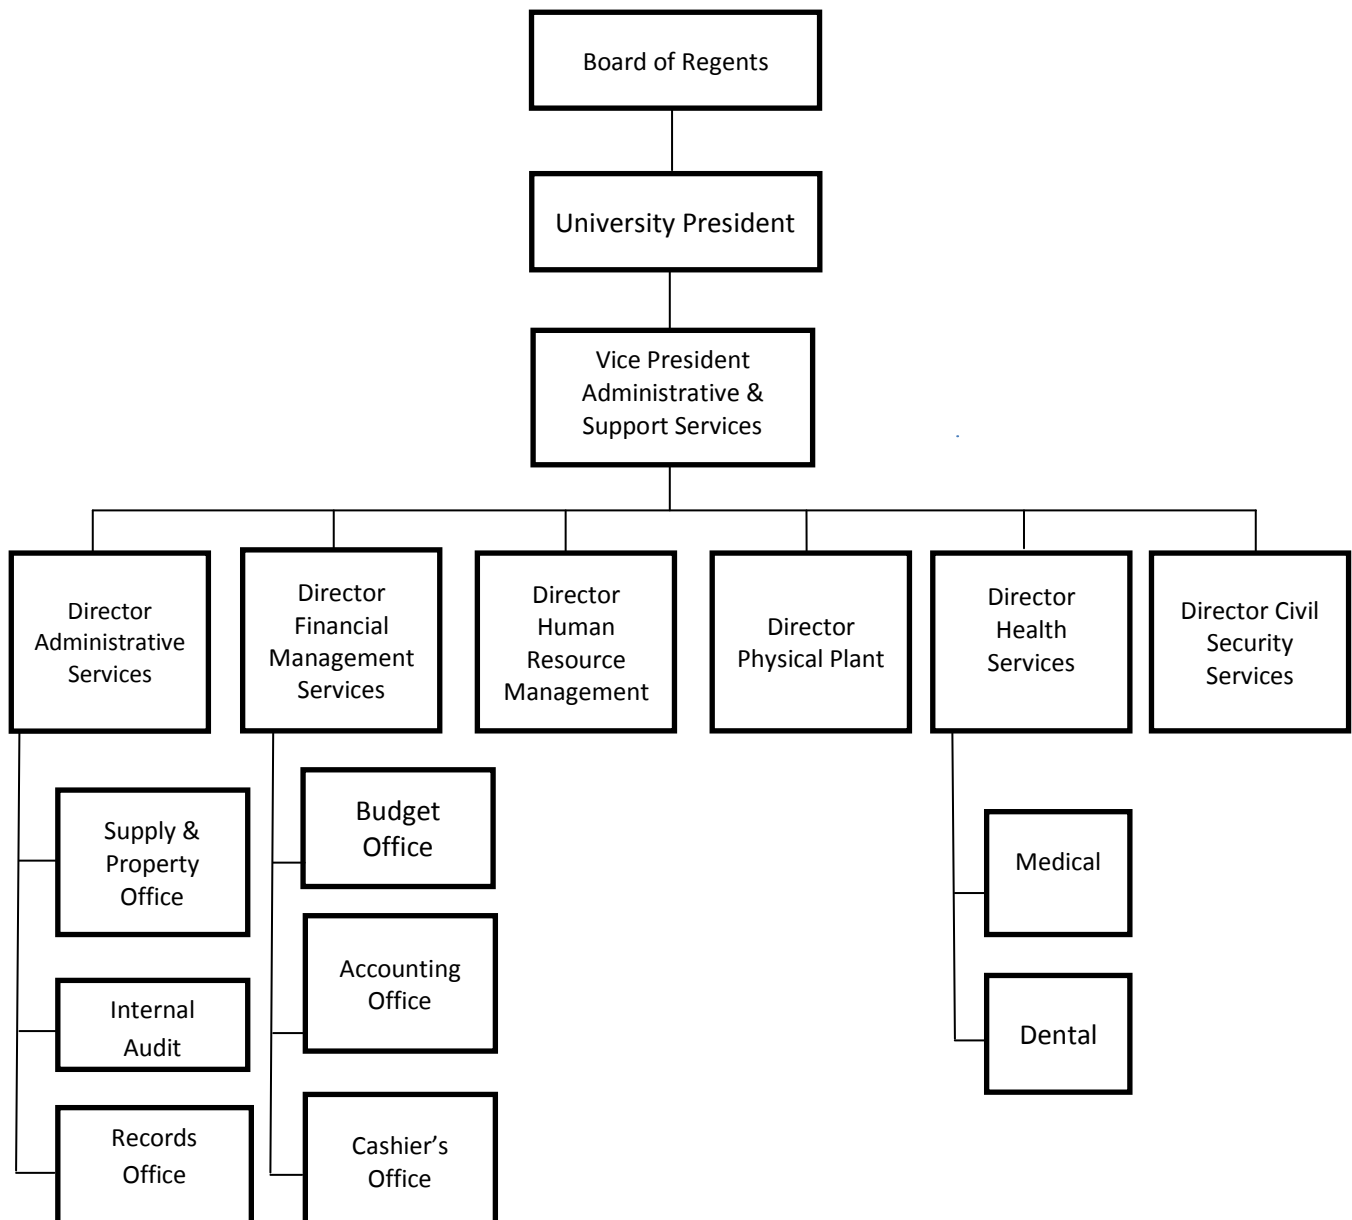 Board of Regents
University President
Vice President
Administrative &
Support Services
Director
Administrative
Services
Director
Financial
Management
Services
Director
Human
Resource
Management
Director
Physical Plant
Director
Health
Services
Director Civil
Security
Services
Supply &
Property
Office
Internal
Audit
Records
Office
Budget
Office
Accounting
Office
Cashier’s
Office
Medical
Dental